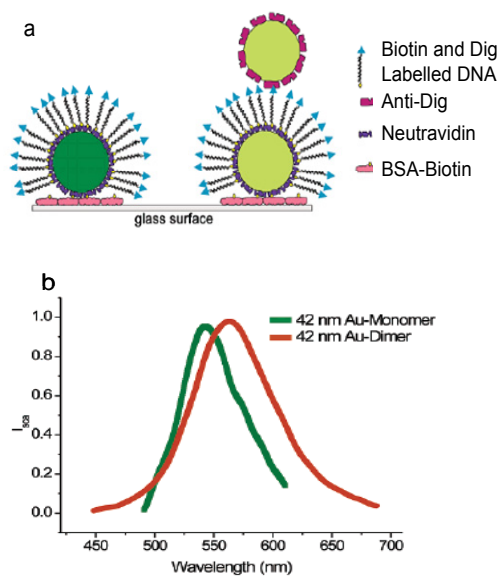 a
Biotin and Dig
Labelled DNA
Anti-Dig
Neutravidin
BSA-Biotin
glass surface
b
42 nm Au-Monomer
42 nm Au-Dimer
1.0
0.8
0.6
0.4
0.2
0.0
Isca
450 500 550 600 650 700
Wavelength (nm)